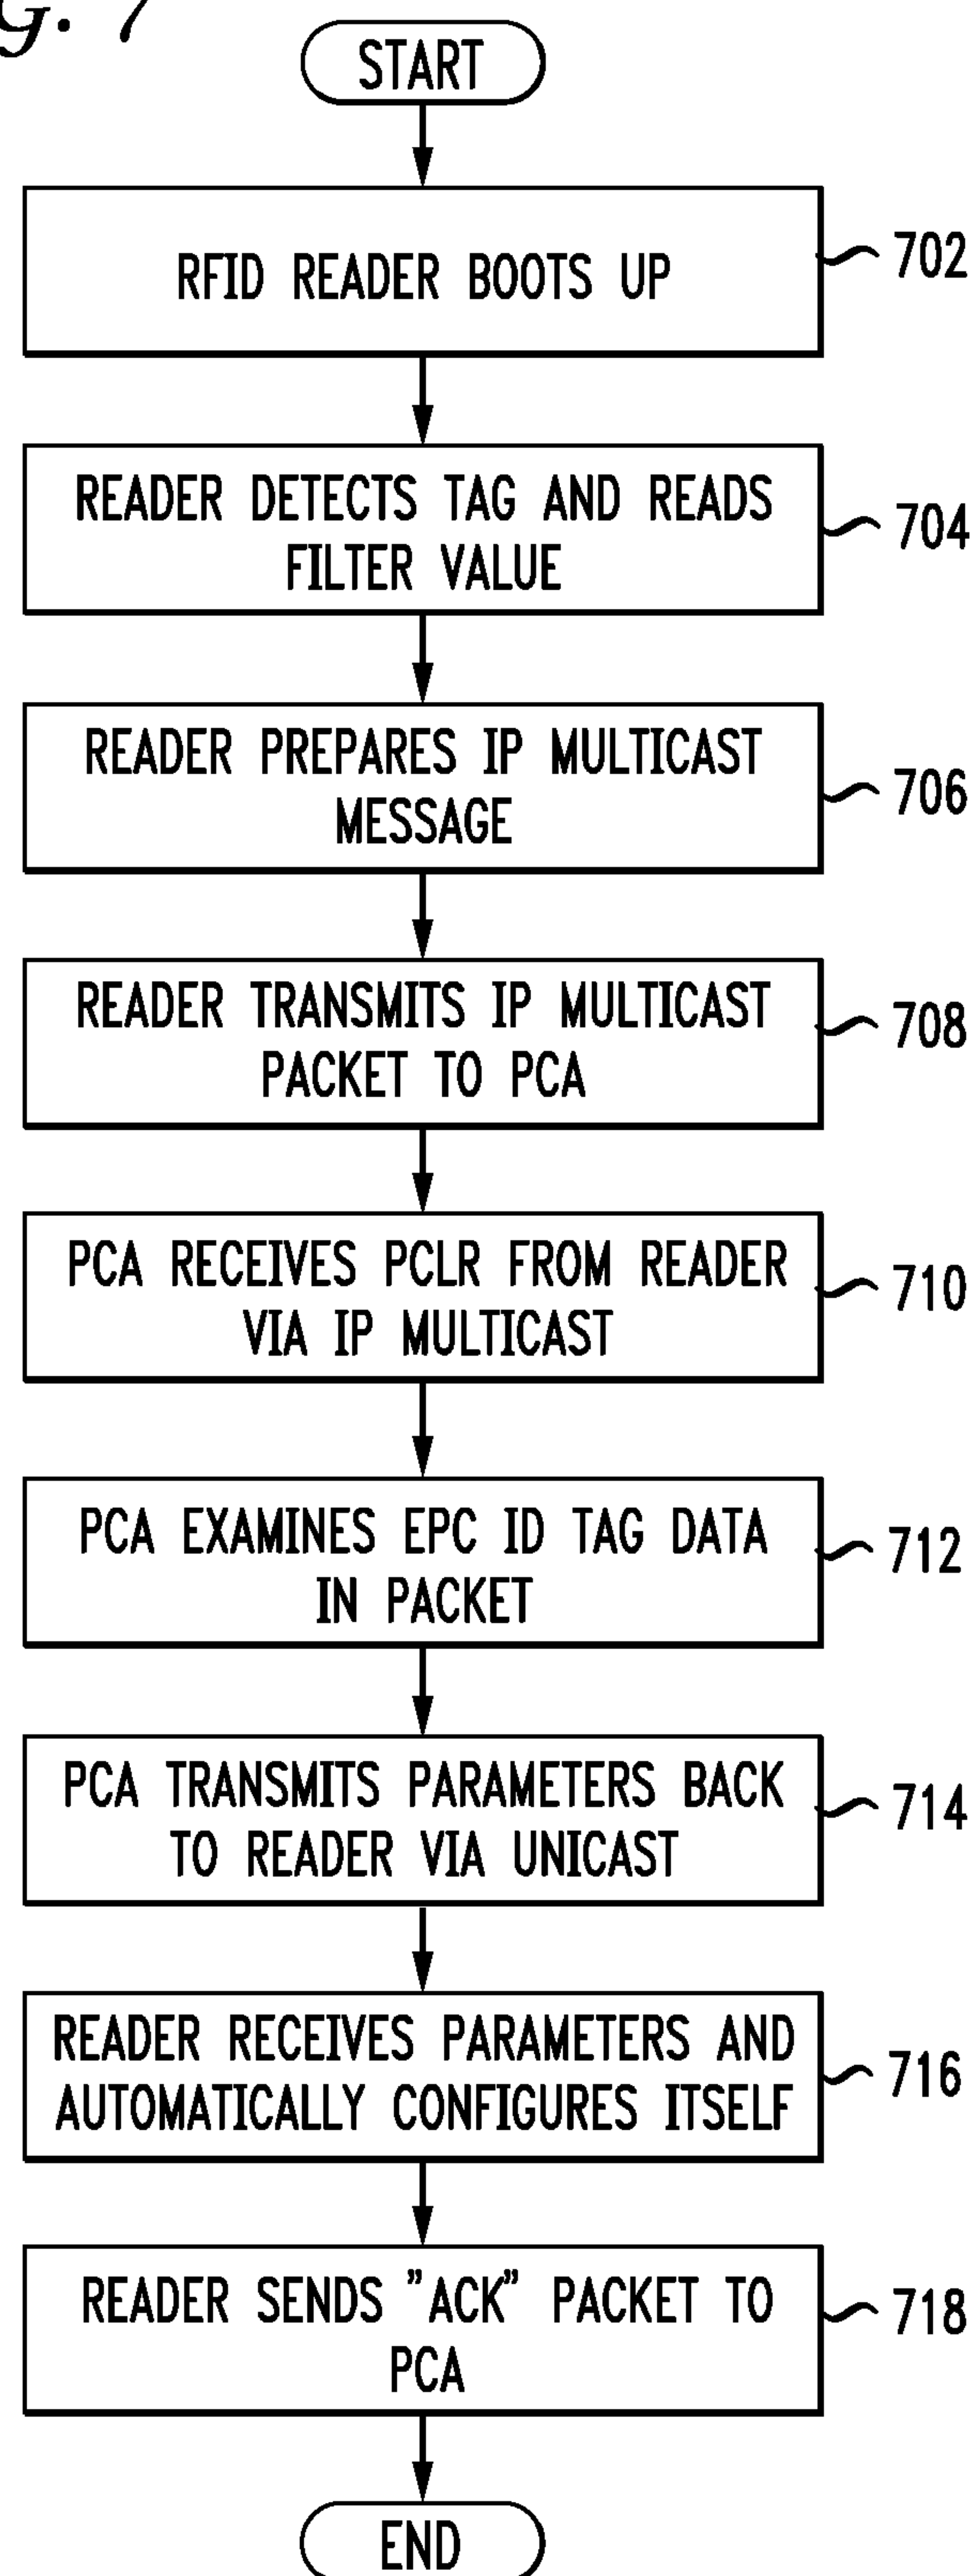 G. 7
START
RFID READER BOOTS UP
702
READER DETECTS TAG AND READS
FILTER VALUE
704
READER PREPARES IP MULTICAST
MESSAGE
706
READER TRANSMITS IP MULTICAST
PACKET TO PCA
708
PCA RECEIVES PCLR FROM READER
VIA IP MULTICAST
710
PCA EXAMINES EPC ID TAG DATA
IN PACKET
712
PCA TRANSMITS PARAMETERS BACK
TO READER VIA UNICAST
714
READER RECEIVES PARAMETERS AND
AUTOMATICALLY CONFIGURES ITSELF
716
READER SENDS "ACK" PACKET TO
PCA
718
END